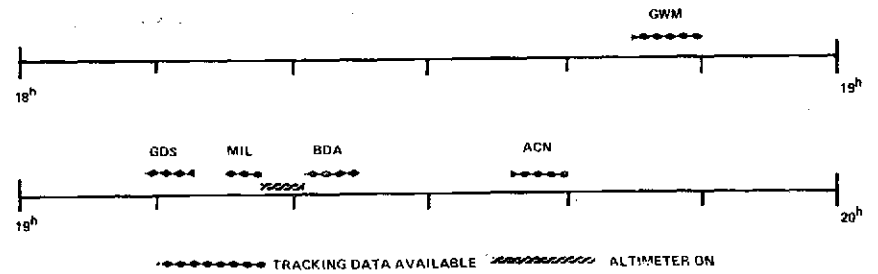 GWM
18h 19h
GDS MIL BDA ACN
19h 20h
TRACKING DATA AVAILABLE ALTIMETER ON